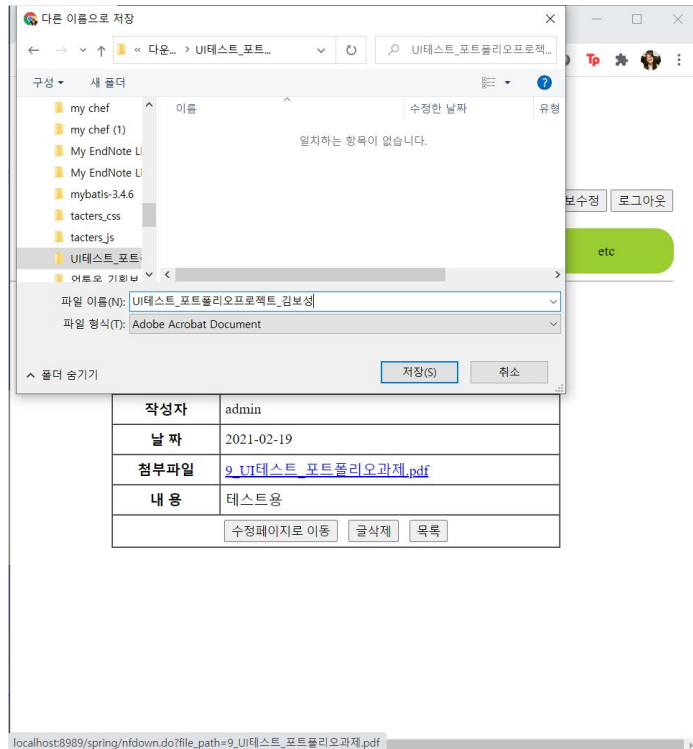 다른 이름으로 저장
« 다운... > UI테스트_포트...
UI테스트_포트폴리오프로젝...
Tp
구성
새 폴더
이름
수정한 날짜
유형
my chef
my chef (1)
My EndNote Li
My EndNote Li
mybatis-3.4.6
tacters_css
tacters_js
UI테스트_포트
일치하는 항목이 없습니다.
보수정
로그아웃
etc
파일 이름(N):
UI테스트_포트폴리오프로젝트_김보성
파일 형식(T):
Adobe Acrobat Document
폴더 숨기기
저장(S)
취소
작성자
admin
날 짜
2021-02-19
첨부파일
9_UI테스트_포트폴리오과제.pdf
내 용
테스트용
수정페이지로 이동
글삭제
목록
localhost:8989/spring/nfdown.do?file_path=9_UI테스트_포트폴리오과제.pdf